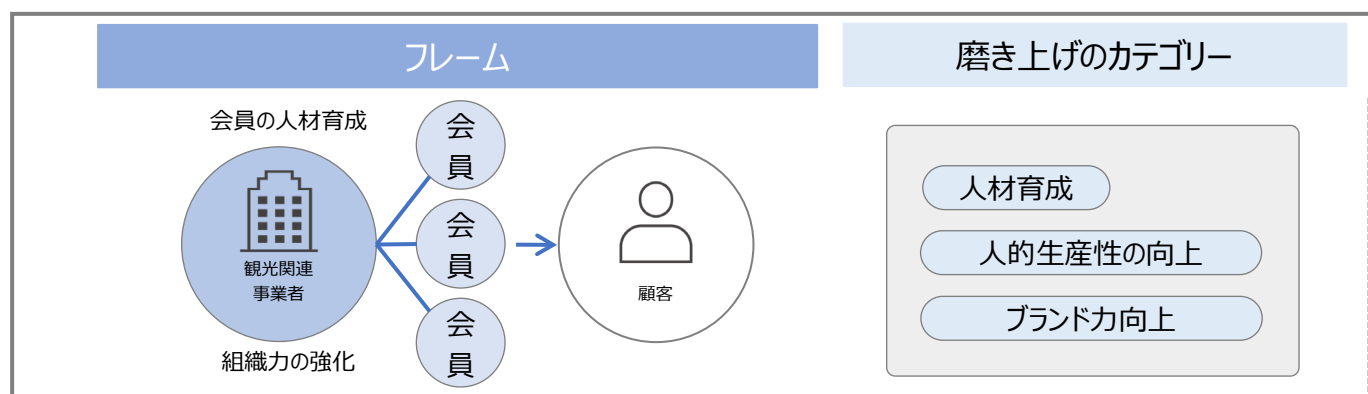 フレーム
会員の人材育成
観光関連
事業者
組織力の強化
会
員
会
員
会
員
顧客
磨き上げのカテゴリー
人材育成
人的生産性の向上
ブランド力向上